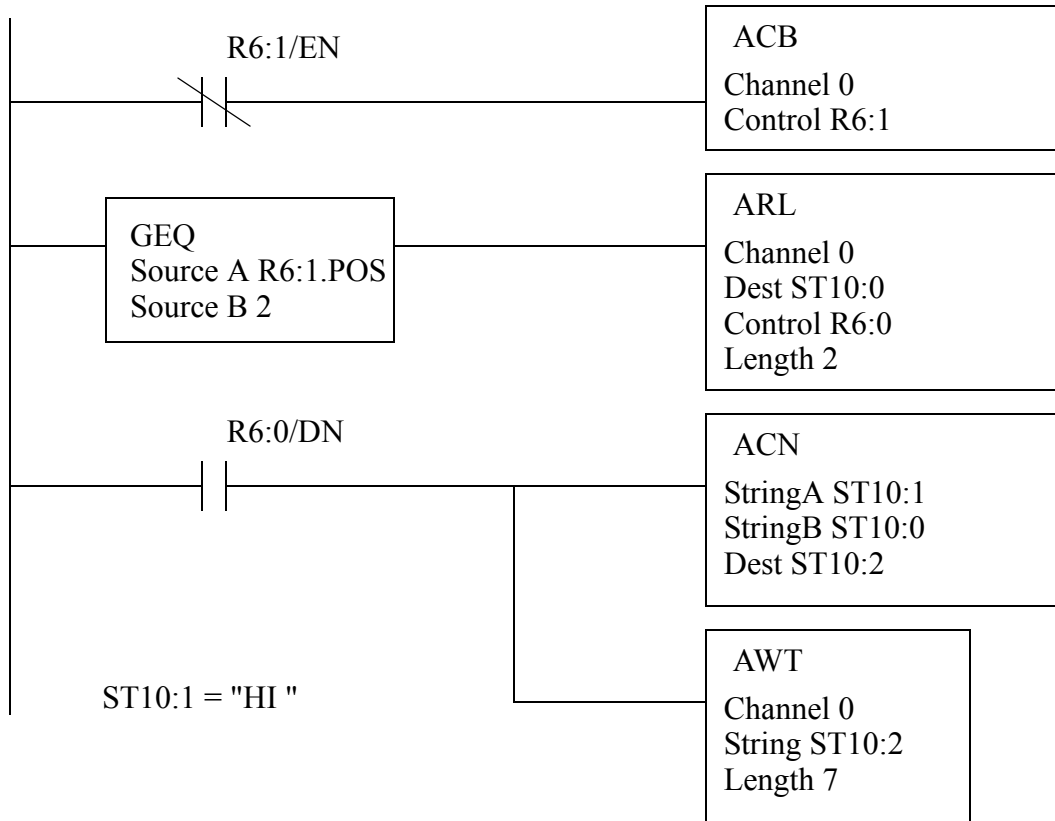 R6:1/EN
ACB
Channel 0
Control R6:1
GEQ
Source A R6:1.POS
Source B 2
ARL
Channel 0
Dest ST10:0
Control R6:0
Length 2
R6:0/DN
ACN
StringA ST10:1
StringB ST10:0
Dest ST10:2
ST10:1 = "HI "
AWT
Channel 0
String ST10:2
Length 7